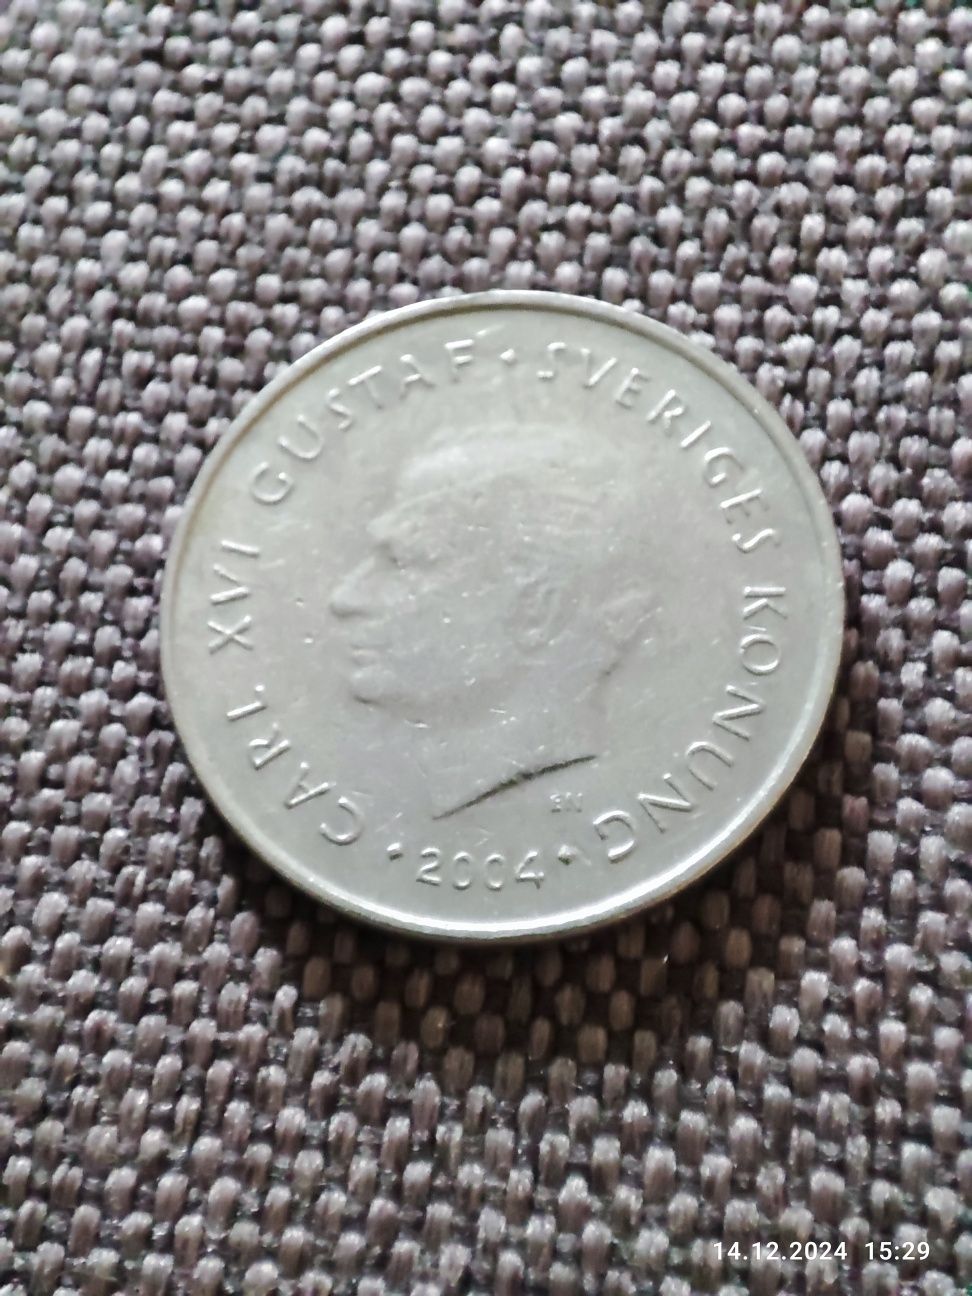 CARL XVI GUSTAF · SVERIGES KONUNG
· 2004 ·
EN
14.12.2024 15:29